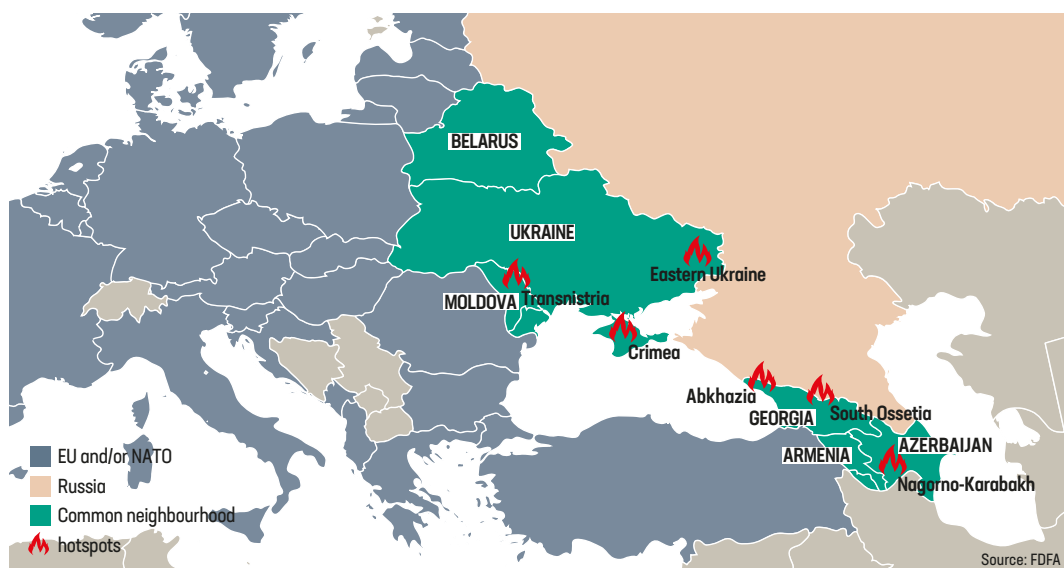 BELARUS
UKRAINE
Eastern Ukraine
MOLDOVA
Transnistria
Crimea
Abkhazia
South Ossetia
GEORGIA
ARMENIA
AZERBAIJAN
Nagorno-Karabakh
EU and/or NATO
Russia
Common neighbourhood
hotspots
Source: FDFA